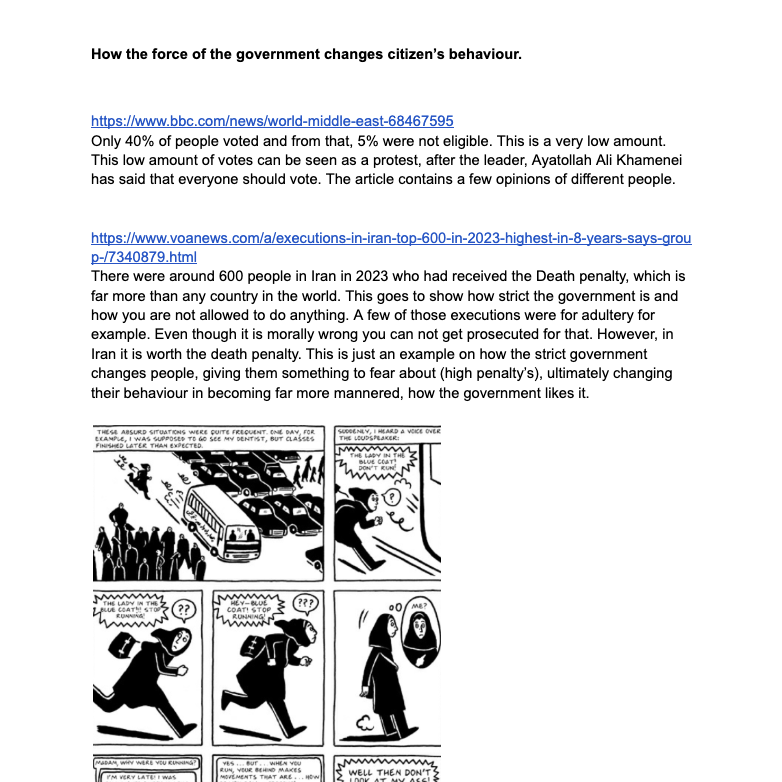 How the force of the government changes citizen's behaviour.
https://www.bbc.com/news/world-middle-east-68467595
Only 40% of people voted and from that, 5% were not eligible. This is a very low amount.
This low amount of votes can be seen as a protest, after the leader, Ayatollah Ali Khamenei
has said that everyone should vote. The article contains a few opinions of different people.
https://www.voanews.com/a/executions-in-iran-top-600-in-2023-highest-in-8-years-says-grou
p-/7340879.html
There were around 600 people in Iran in 2023 who had received the Death penalty, which is
far more than any country in the world. This goes to show how strict the government is and
how you are not allowed to do anything. A few of those executions were for adultery for
example. Even though it is morally wrong you can not get prosecuted for that. However, in
Iran it is worth the death penalty. This is just an example on how the strict government
changes people, giving them something to fear about (high penalty's), ultimately changing
their behaviour in becoming far more mannered, how the government likes it.
THESE ABSURD SITUATIONS WERE QUITE FREQUENT. ONE DAY, FOR
EXAMPLE, I WAS SUPPOSED TO GO SEE MY DENTIST, BUT CLASSES
FINISHED LATER THAN EXPECTED.
SUDDENLY, I HEARD A VOICE OVER
THE LOUDSPEAKER:
THE LADY IN THE
BLUE COAT!
DON'T RUN!
?
THE LADY IN THE
BLUE COAT!! STOP
RUNNING!
??
HEY-BLUE
COAT! STOP
RUNNING!
???
ME?
MADAM, WHY WERE YOU RUNNING?
I'M VERY LATE! I WAS
YES... BUT... WHEN YOU
RUN, YOUR BEHIND MAKES
MOVEMENTS THAT ARE... HOW
WELL THEN DON'T
LOOK AT MY ASS!